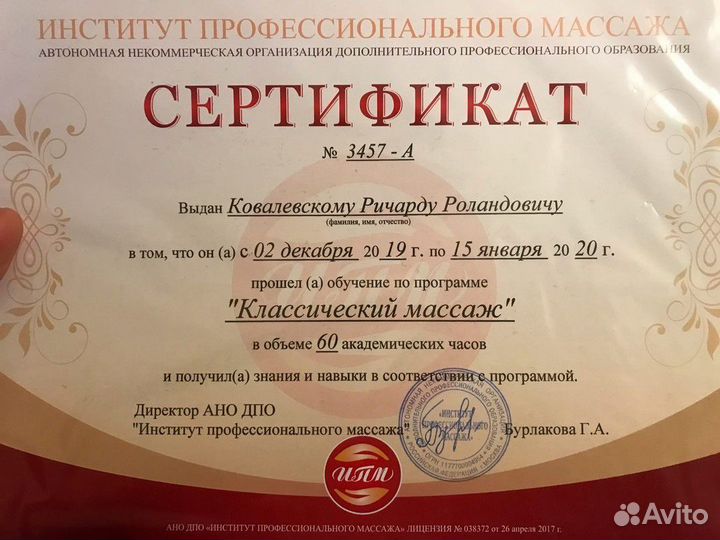 ИНСТИТУТ ПРОФЕССИОНАЛЬНОГО МАССАЖА
АВТОНОМНАЯ НЕКОММЕРЧЕСКАЯ ОРГАНИЗАЦИЯ ДОПОЛНИТЕЛЬНОГО ПРОФЕССИОНАЛЬНОГО ОБРАЗОВАНИЯ
СЕРТИФИКАТ
№ 3457 - А
Выдан Ковалевскому Ричарду Роландовичу
(фамилия, имя, отчество)
в том, что он (а) с 02 декабря 20 19 г. по 15 января 20 20 г.
прошел (а) обучение по программе
"Классический массаж"
в объеме 60 академических часов
и получил(а) знания и навыки в соответствии с программой.
Директор АНО ДПО
"Институт профессионального массажа" Бурлакова Г.А.
«ИНСТИТУТ
ПРОФЕССИОНАЛЬНОГО
МАССАЖА»
ИПМ
АНО ДПО «ИНСТИТУТ ПРОФЕССИОНАЛЬНОГО МАССАЖА» ЛИЦЕНЗИЯ № 038372 от 26 апреля 2017 г.
Avito